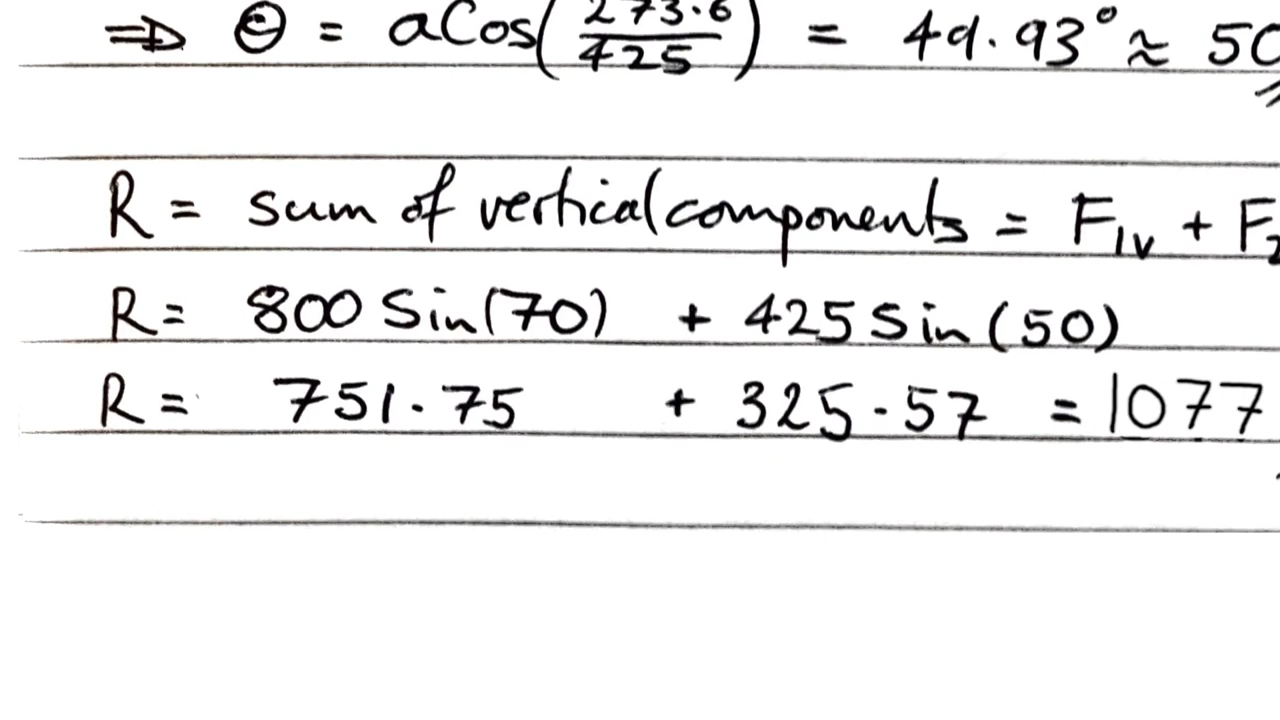 ⇒ Θ = aCos(273.6/425) = 49.93° ≈ 50
R = sum of vertical components = F1v + F2
R = 800 Sin(70) + 425 Sin (50)
R = 751.75 + 325.57 = 1077